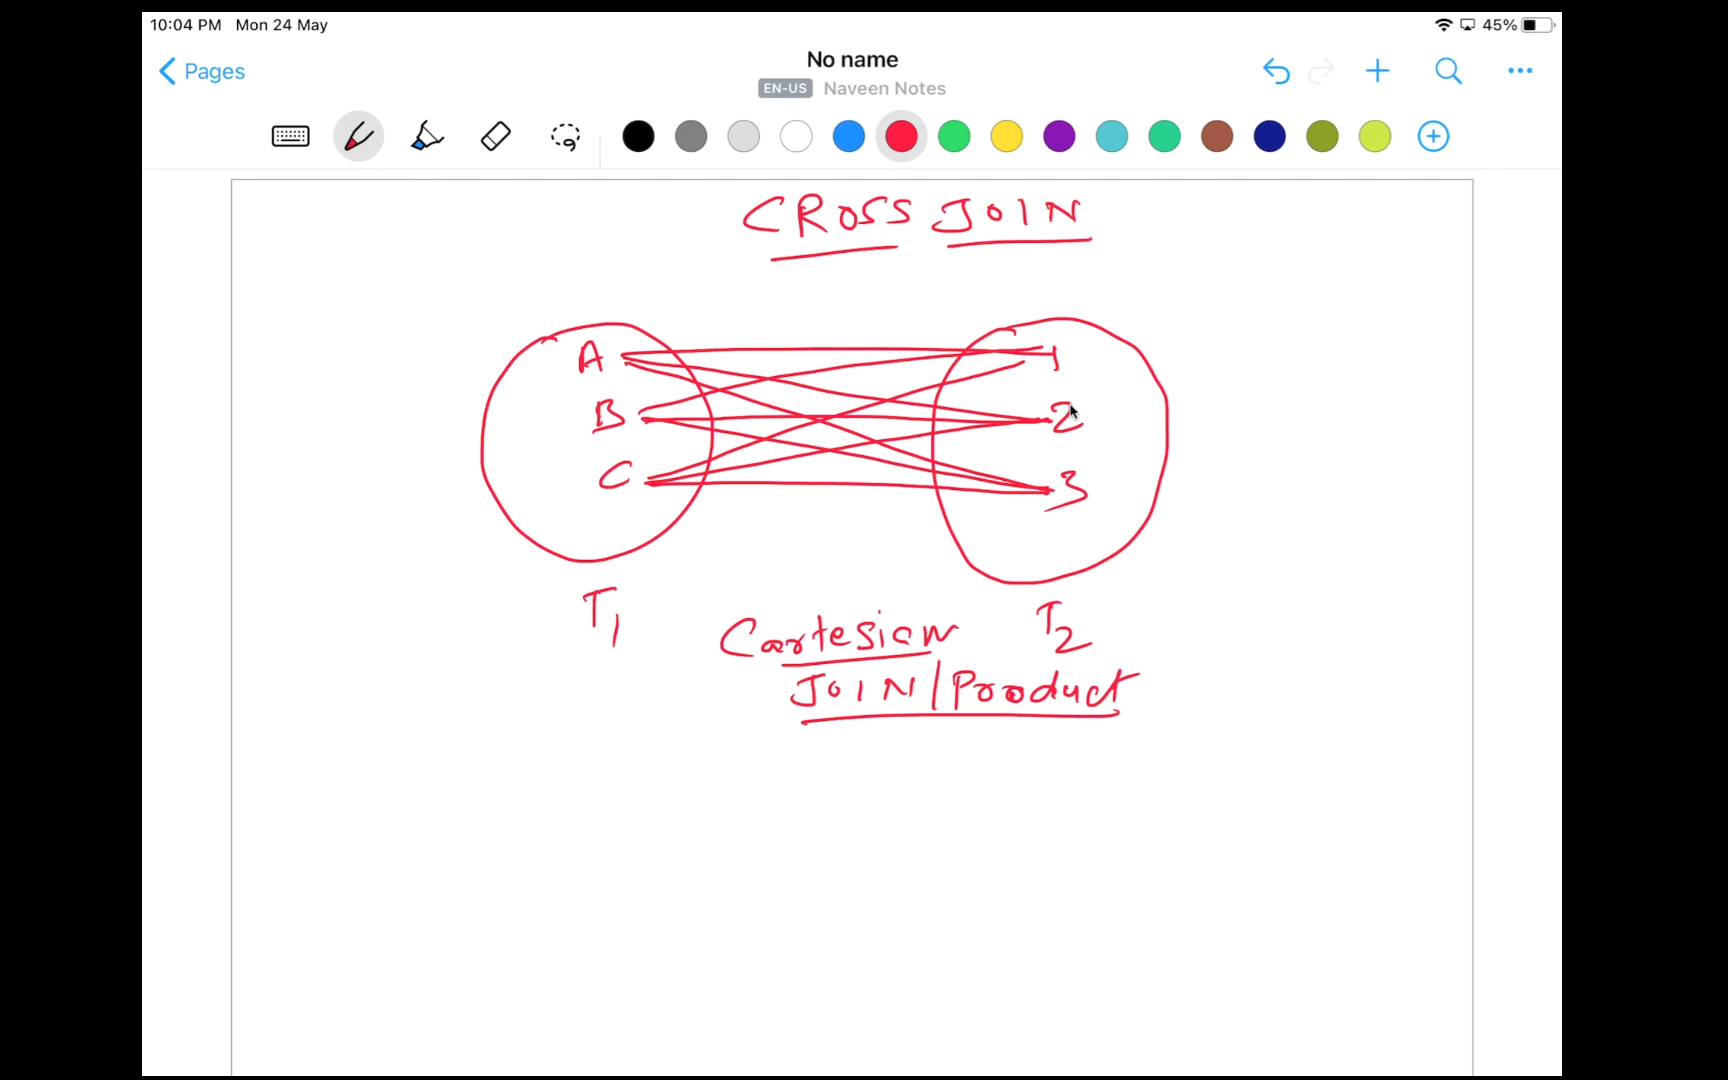 10:04 PM Mon 24 May 45%
Pages
No name
EN-US Naveen Notes
CROSS JOIN
A 1
B 2
C 3
T1 T2
Cartesian
JOIN/Product